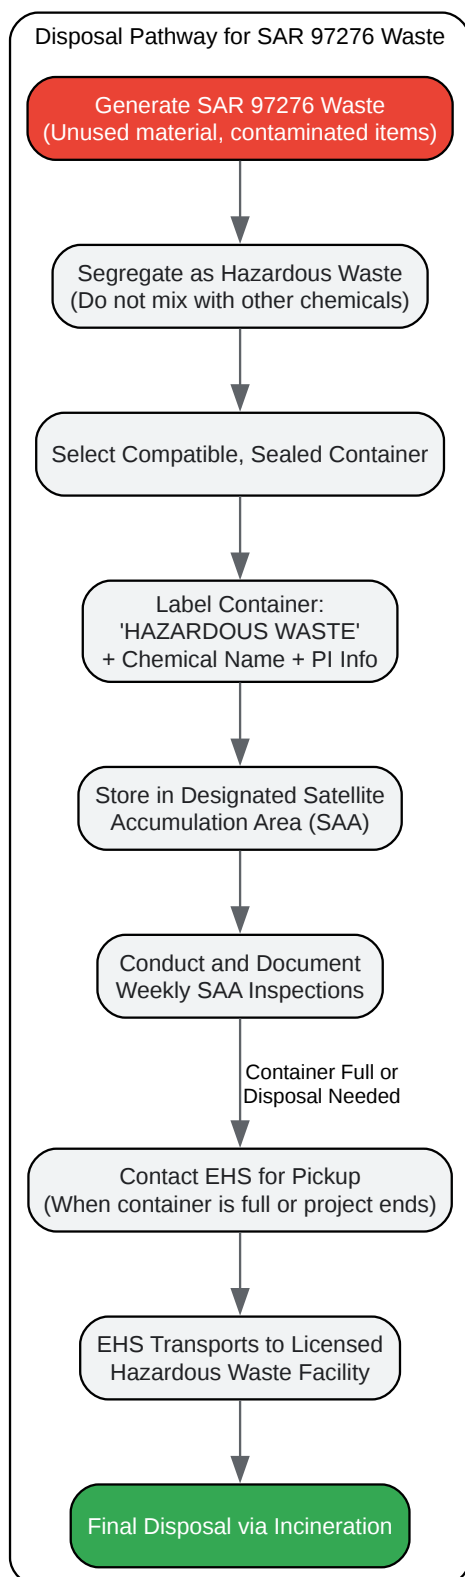 Disposal Pathway for SAR 97276 Waste
Generate SAR 97276 Waste
(Unused material, contaminated items)
Segregate as Hazardous Waste
(Do not mix with other chemicals)
Select Compatible, Sealed Container
Label Container:
'HAZARDOUS WASTE'
+ Chemical Name + PI Info
Store in Designated Satellite
Accumulation Area (SAA)
Conduct and Document
Weekly SAA Inspections
Container Full or
Disposal Needed
Contact EHS for Pickup
(When container is full or project ends)
EHS Transports to Licensed
Hazardous Waste Facility
Final Disposal via Incineration